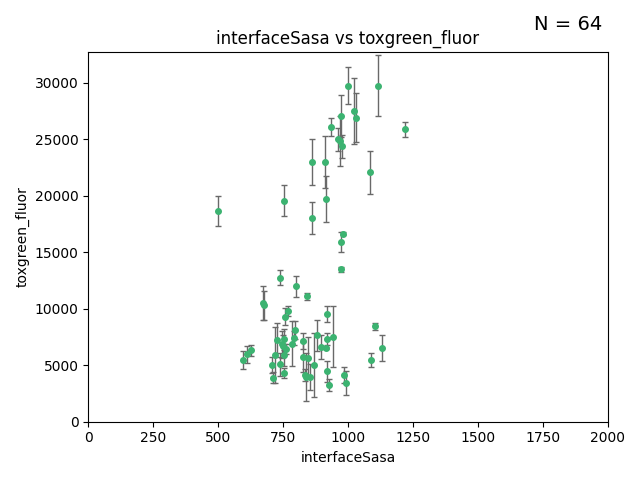 N = 64
interfaceSasa vs toxgreen_fluor
toxgreen_fluor
30000
25000
20000
15000
10000
5000
0
0 250 500 750 1000 1250 1500 1750 2000
interfaceSasa